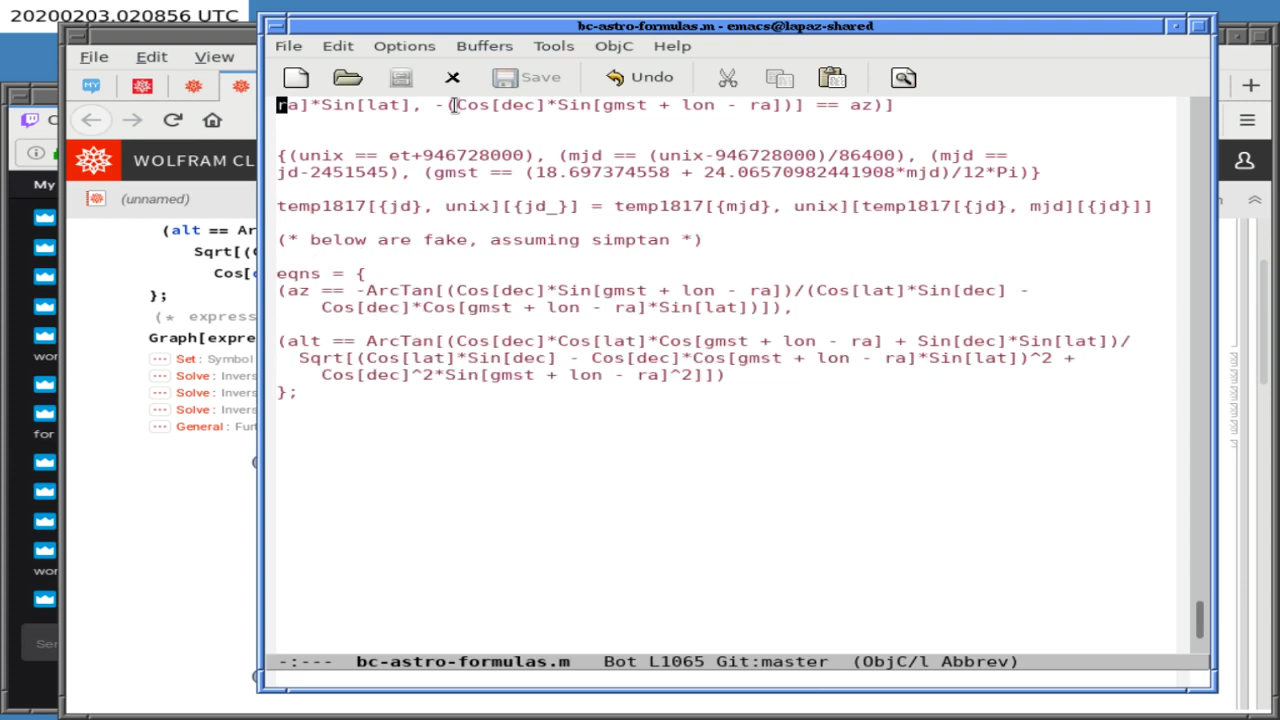 20200203.020856 UTC
bc-astro-formulas.m - emacs@lapaz-shared
File Edit Options Buffers Tools ObjC Help
Save Undo
ra]*Sin[lat], -(Cos[dec]*Sin[gmst + lon - ra])] == az)]
{(unix == et+946728000), (mjd == (unix-946728000)/86400), (mjd ==
jd-2451545), (gmst == (18.697374558 + 24.06570982441908*mjd)/12*Pi)}
temp1817[{jd}, unix][{jd_}] = temp1817[{mjd}, unix][temp1817[{jd}, mjd][{jd}]]
(* below are fake, assuming simptan *)
eqns = {
(az == -ArcTan[(Cos[dec]*Sin[gmst + lon - ra])/(Cos[lat]*Sin[dec] -
Cos[dec]*Cos[gmst + lon - ra]*Sin[lat])]),
(alt == ArcTan[(Cos[dec]*Cos[lat]*Cos[gmst + lon - ra] + Sin[dec]*Sin[lat])/
Sqrt[(Cos[lat]*Sin[dec] - Cos[dec]*Cos[gmst + lon - ra]*Sin[lat])^2 +
Cos[dec]^2*Sin[gmst + lon - ra]^2]])
};
-:--- bc-astro-formulas.m Bot L1065 Git:master (ObjC/l Abbrev)
File Edit View
MY
WOLFRAM CL
(unnamed)
(alt == Ar
Sqrt[(
Cos[
};
(* express
Graph[expre
Set: Symbol
Solve: Invers
Solve: Invers
Solve: Invers
General: Fur
My
wor
for
wor
Ser